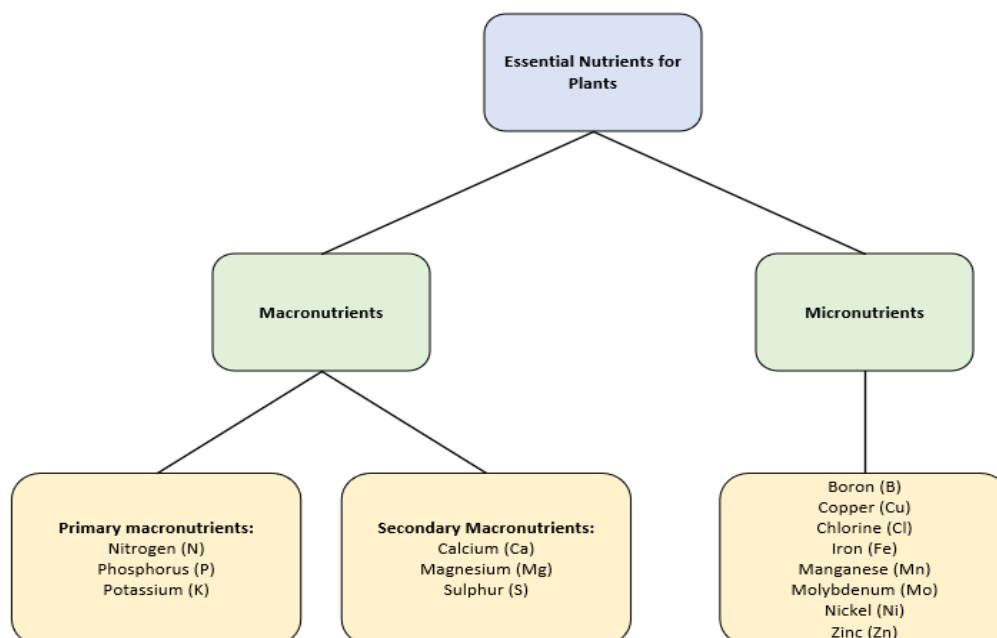 Essential Nutrients for
Plants
Macronutrients
Micronutrients
Primary macronutrients:
Nitrogen (N)
Phosphorus (P)
Potassium (K)
Secondary Macronutrients:
Calcium (Ca)
Magnesium (Mg)
Sulphur (S)
Boron (B)
Copper (Cu)
Chlorine (Cl)
Iron (Fe)
Manganese (Mn)
Molybdenum (Mo)
Nickel (Ni)
Zinc (Zn)